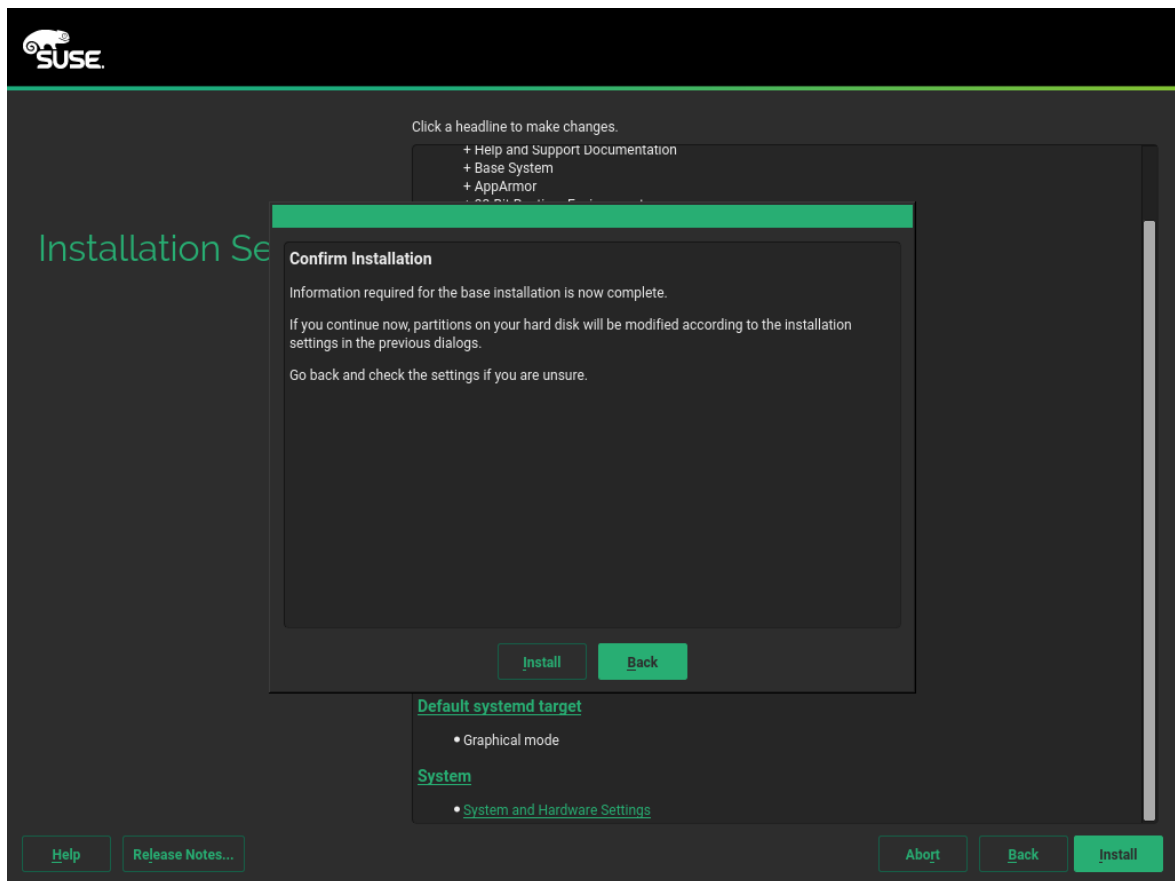 SUSE.
Click a headline to make changes.
+ Help and Support Documentation
+ Base System
+ AppArmor
Installation Se
Confirm Installation
Information required for the base installation is now complete.
If you continue now, partitions on your hard disk will be modified according to the installation
settings in the previous dialogs.
Go back and check the settings if you are unsure.
Install Back
Default systemd target
• Graphical mode
System
• System and Hardware Settings
Help Release Notes... Abort Back Install